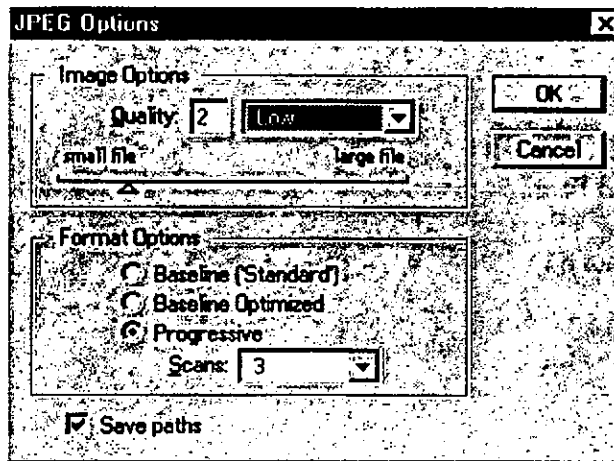 JPEG Options
Image Options
Quality: 2 Low
small file large file
OK
Cancel
Format Options
Baseline ("Standard")
Baseline Optimized
Progressive
Scans: 3
Save paths